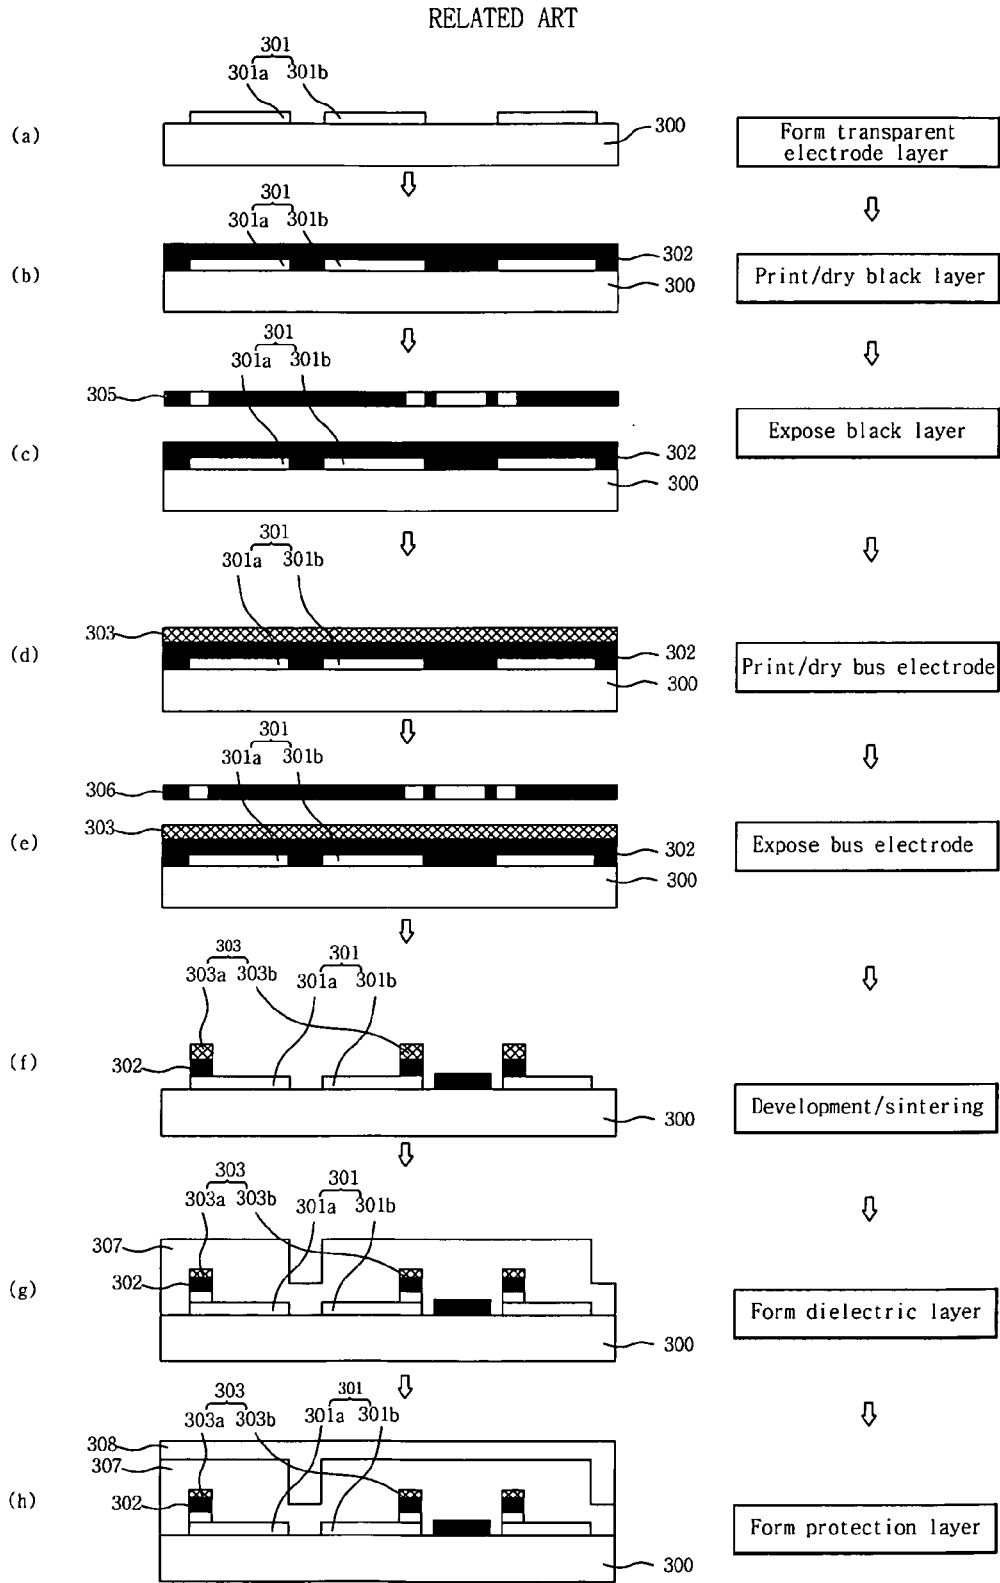 RELATED ART
301
301a 301b
(a)
300
Form transparent
electrode layer
301
301a 301b
302
(b)
300
Print/dry black layer
301
301a 301b
305
Expose black layer
302
(c)
300
301
301a 301b
303
302
(d)
300
Print/dry bus electrode
301
301a 301b
306
303
(e)
302
300
Expose bus electrode
303 301
303a 303b 301a 301b
302
(f)
300
Development/sintering
303 301
303a 303b 301a 301b
307
302
(g)
300
Form dielectric layer
303 301
303a 303b 301a 301b
308
307
302
(h)
300
Form protection layer